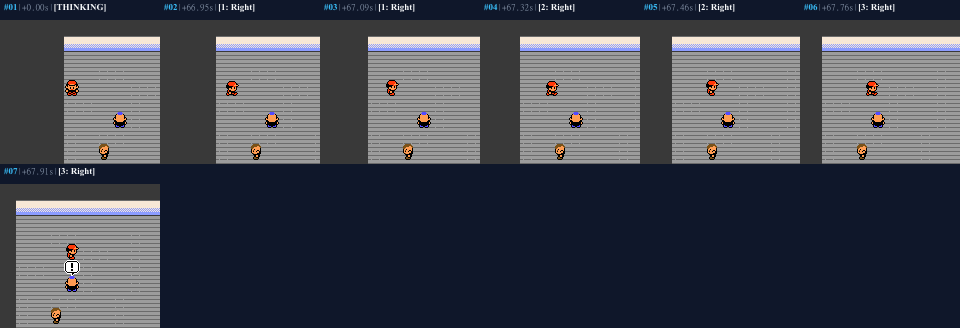 #01|+0.00s|[THINKING]
#02|+66.95s|[1: Right]
#03|+67.09s|[1: Right]
#04|+67.32s|[2: Right]
#05|+67.46s|[2: Right]
#06|+67.76s|[3: Right]
#07|+67.91s|[3: Right]
!